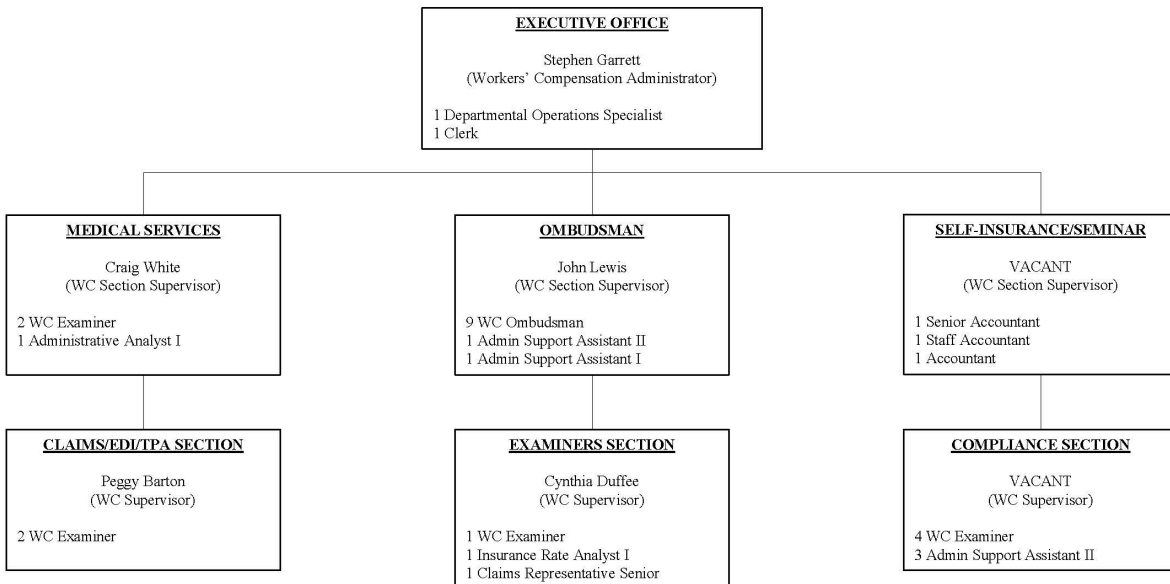 EXECUTIVE OFFICE
Stephen Garrett
(Workers’ Compensation Administrator)
1 Departmental Operations Specialist
1 Clerk
MEDICAL SERVICES
Craig White
(WC Section Supervisor)
2 WC Examiner
1 Administrative Analyst I
OMBUDSMAN
John Lewis
(WC Section Supervisor)
9 WC Ombudsman
1 Admin Support Assistant II
1 Admin Support Assistant I
SELF-INSURANCE/SEMINAR
VACANT
(WC Section Supervisor)
1 Senior Accountant
1 Staff Accountant
1 Accountant
CLAIMS/EDI/TPA SECTION
Peggy Barton
(WC Supervisor)
2 WC Examiner
EXAMINERS SECTION
Cynthia Duffee
(WC Supervisor)
1 WC Examiner
1 Insurance Rate Analyst I
1 Claims Representative Senior
COMPLIANCE SECTION
VACANT
(WC Supervisor)
4 WC Examiner
3 Admin Support Assistant II